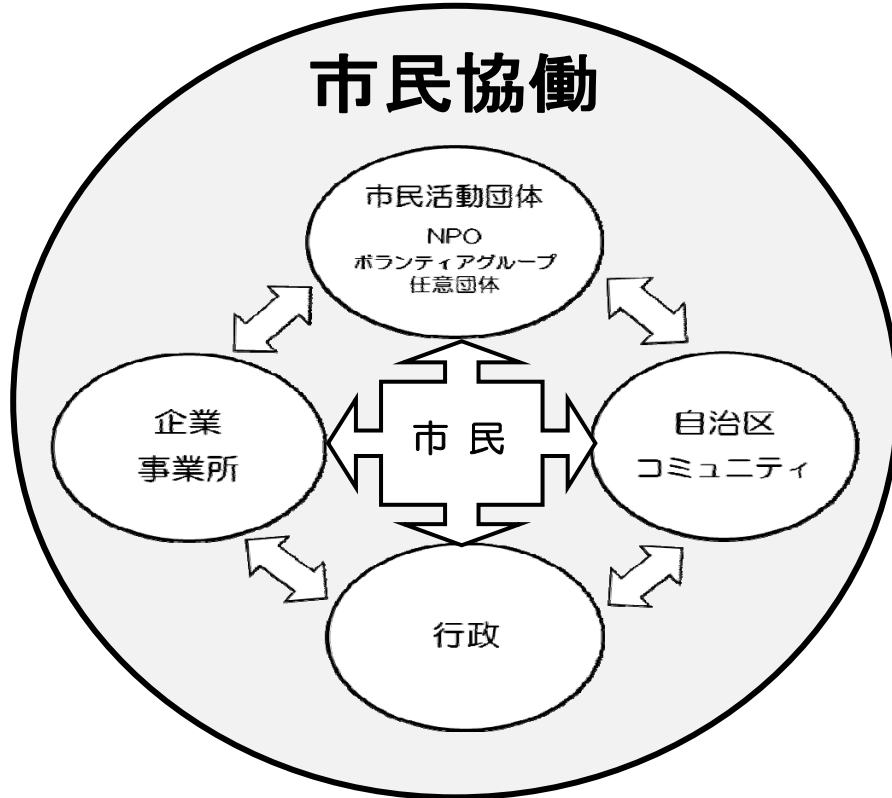 市民協働
市民活動団体
NPO
ボランティアグループ
任意団体
企業
事業所
市 民
自治区
コミュニティ
行政